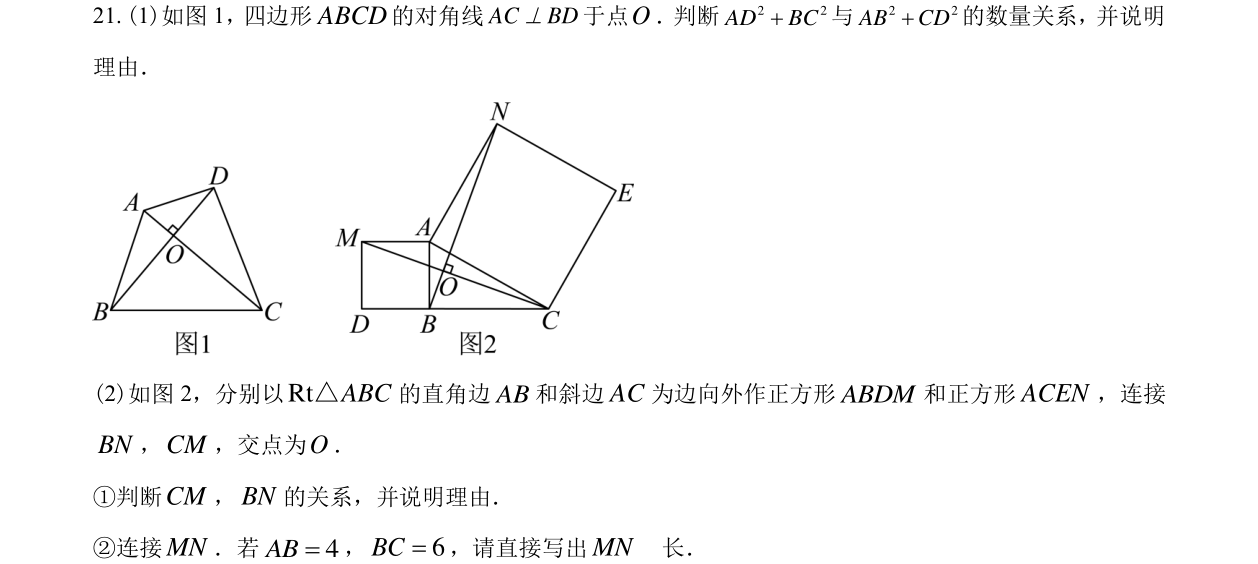 21. (1)如图 1，四边形 ABCD 的对角线 AC ⊥ BD 于点 O．判断 AD² + BC² 与 AB² + CD² 的数量关系，并说明
理由．
A
D
O
B
C
图1
N
E
M
A
O
D
B
C
图2
(2)如图 2，分别以 Rt△ABC 的直角边 AB 和斜边 AC 为边向外作正方形 ABDM 和正方形 ACEN，连接
BN，CM，交点为 O．
①判断 CM，BN 的关系，并说明理由．
②连接 MN．若 AB = 4，BC = 6，请直接写出 MN 长．